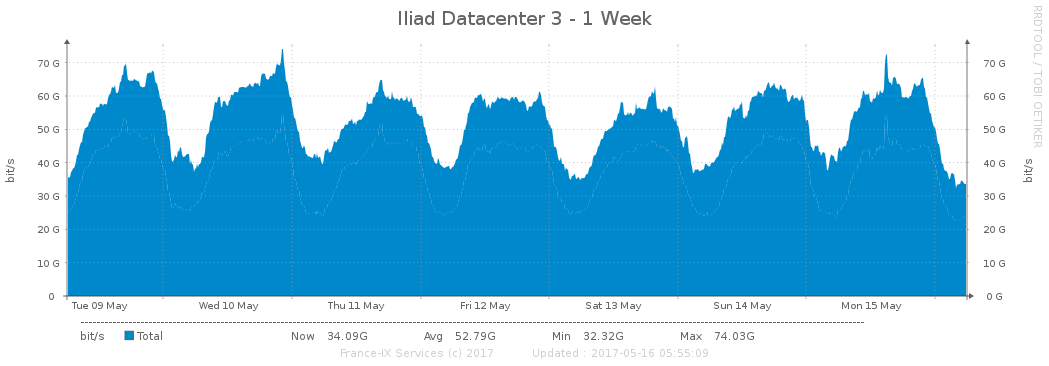 Iliad Datacenter 3 - 1 Week
RRDTOOL / TOBI OETIKER
bit/s
70 G
60 G
50 G
40 G
30 G
20 G
10 G
0
70 G
60 G
50 G
40 G
30 G
20 G
10 G
0 G
bit/s
Tue 09 May Wed 10 May Thu 11 May Fri 12 May Sat 13 May Sun 14 May Mon 15 May
bit/s Total Now 34.09G Avg 52.79G Min 32.32G Max 74.03G
France-IX Services (c) 2017 Updated : 2017-05-16 05:55:09